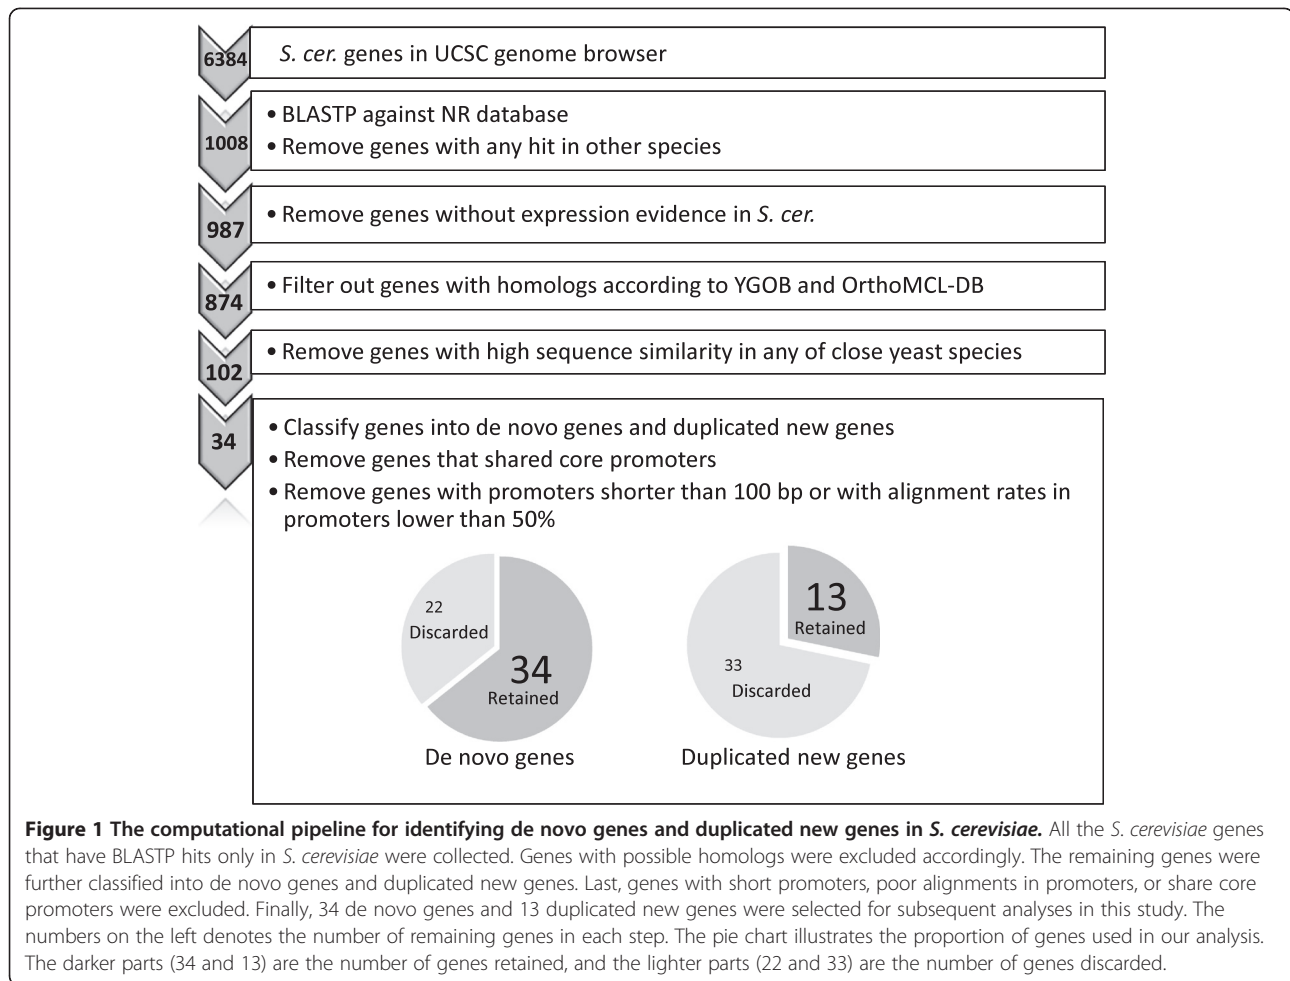 6384
S. cer. genes in UCSC genome browser
1008
• BLASTP against NR database
• Remove genes with any hit in other species
987
• Remove genes without expression evidence in S. cer.
874
• Filter out genes with homologs according to YGOB and OrthoMCL-DB
102
• Remove genes with high sequence similarity in any of close yeast species
34
• Classify genes into de novo genes and duplicated new genes
• Remove genes that shared core promoters
• Remove genes with promoters shorter than 100 bp or with alignment rates in
promoters lower than 50%
22
Discarded
34
Retained
De novo genes
13
Retained
33
Discarded
Duplicated new genes
Figure 1 The computational pipeline for identifying de novo genes and duplicated new genes in S. cerevisiae. All the S. cerevisiae genes
that have BLASTP hits only in S. cerevisiae were collected. Genes with possible homologs were excluded accordingly. The remaining genes were
further classified into de novo genes and duplicated new genes. Last, genes with short promoters, poor alignments in promoters, or share core
promoters were excluded. Finally, 34 de novo genes and 13 duplicated new genes were selected for subsequent analyses in this study. The
numbers on the left denotes the number of remaining genes in each step. The pie chart illustrates the proportion of genes used in our analysis.
The darker parts (34 and 13) are the number of genes retained, and the lighter parts (22 and 33) are the number of genes discarded.